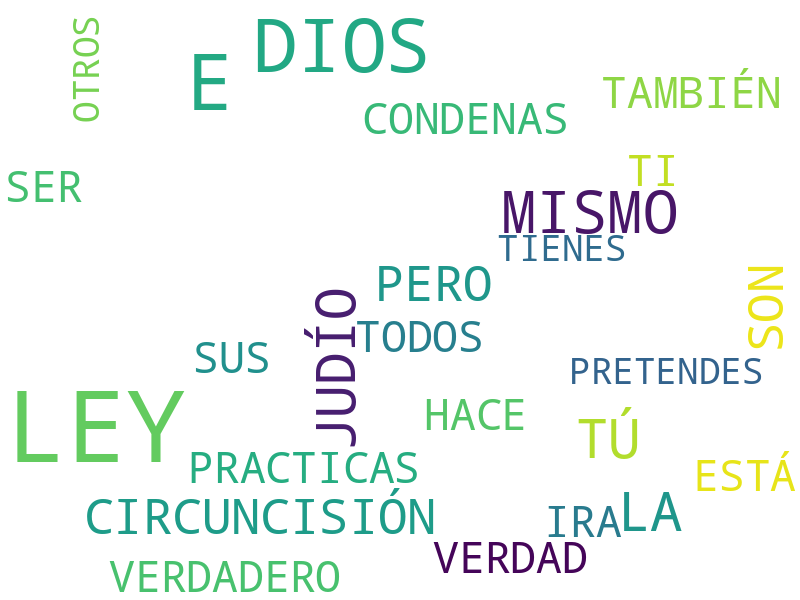 OTROS
E
DIOS
TAMBIÉN
CONDENAS
SER
TI
MISMO
TIENES
PERO
SON
JUDÍO
TODOS
SUS
PRETENDES
LEY
HACE
TÚ
PRACTICAS
ESTÁ
CIRCUNCISIÓN
IRA
LA
VERDADERO
VERDAD